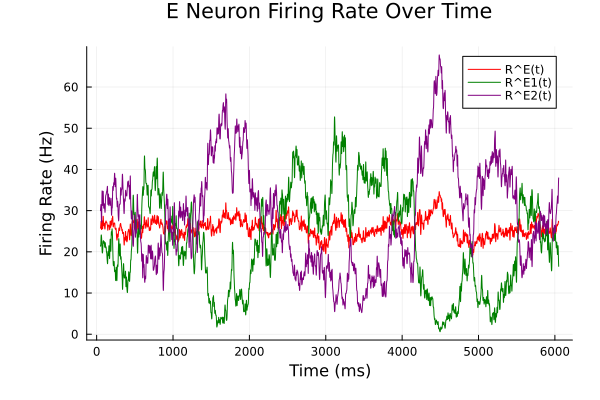 E Neuron Firing Rate Over Time
R^E(t)
R^E1(t)
R^E2(t)
60
50
40
30
20
10
0
Firing Rate (Hz)
0 1000 2000 3000 4000 5000 6000
Time (ms)